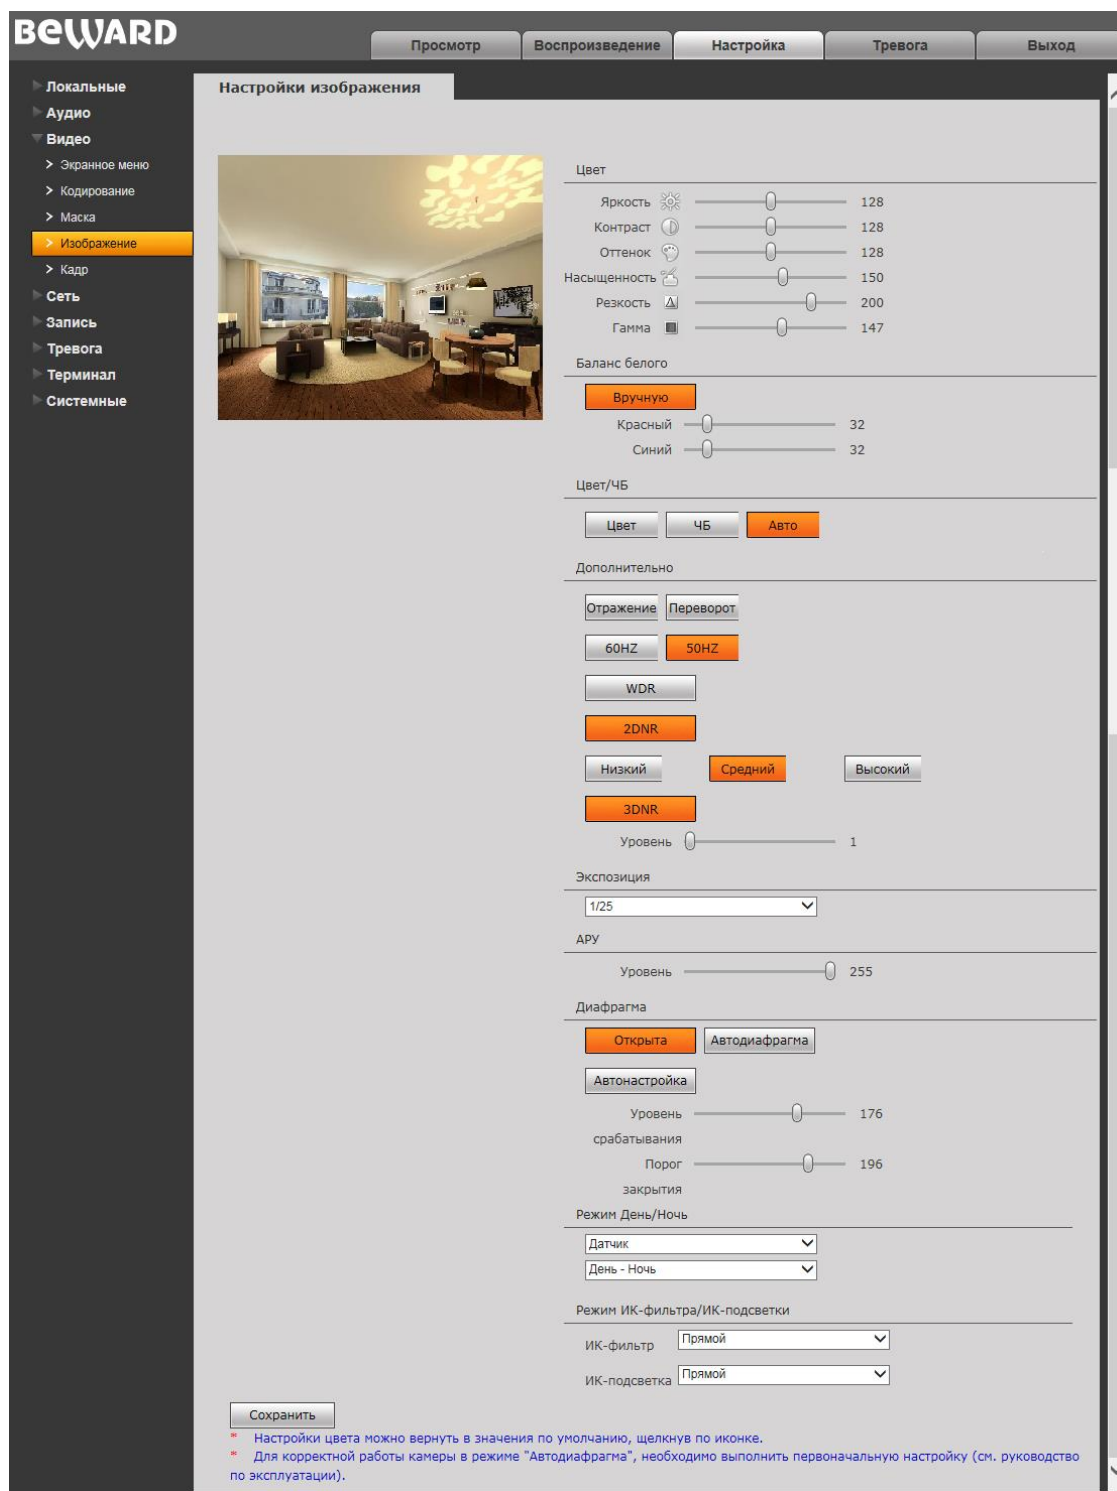 BEWARD
Просмотр Воспроизведение Настройка Тревога Выход
Локальные
Аудио
Видео
> Экранное меню
> Кодирование
> Маска
> Изображение
> Кадр
Сеть
Запись
Тревога
Терминал
Системные
Настройки изображения
Цвет
Яркость 128
Контраст 128
Оттенок 128
Насыщенность 150
Резкость 200
Гамма 147
Баланс белого
Вручную
Красный 32
Синий 32
Цвет/ЧБ
Цвет ЧБ Авто
Дополнительно
Отражение Переворот
60HZ 50HZ
WDR
2DNR
Низкий Средний Высокий
3DNR
Уровень 1
Экспозиция
1/25
АРУ
Уровень 255
Диафрагма
Открыта Автодиафрагма
Автонастройка
Уровень 176
срабатывания
Порог 196
закрытия
Режим День/Ночь
Датчик
День - Ночь
Режим ИК-фильтра/ИК-подсветки
ИК-фильтр Прямой
ИК-подсветка Прямой
Сохранить
* Настройки цвета можно вернуть в значения по умолчанию, щелкнув по иконке.
* Для корректной работы камеры в режиме "Автодиафрагма", необходимо выполнить первоначальную настройку (см. руководство
по эксплуатации).